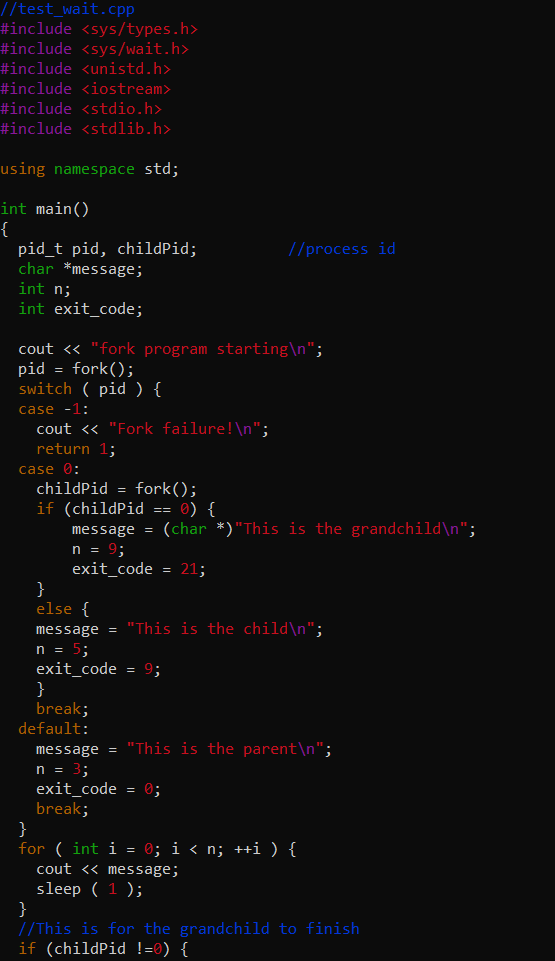 //test_wait.cpp
#include <sys/types.h>
#include <sys/wait.h>
#include <unistd.h>
#include <iostream>
#include <stdio.h>
#include <stdlib.h>

using namespace std;

int main()
{
  pid_t pid, childPid;          //process id
  char *message;
  int n;
  int exit_code;

  cout << "fork program starting\n";
  pid = fork();
  switch ( pid ) {
  case -1:
    cout << "Fork failure!\n";
    return 1;
  case 0:
    childPid = fork();
    if (childPid == 0) {
        message = (char *)"This is the grandchild\n";
        n = 9;
        exit_code = 21;
    }
    else {
    message = "This is the child\n";
    n = 5;
    exit_code = 9;
    }
    break;
  default:
    message = "This is the parent\n";
    n = 3;
    exit_code = 0;
    break;
  }
  for ( int i = 0; i < n; ++i ) {
    cout << message;
    sleep ( 1 );
  }
  //This is for the grandchild to finish
  if (childPid !=0) {